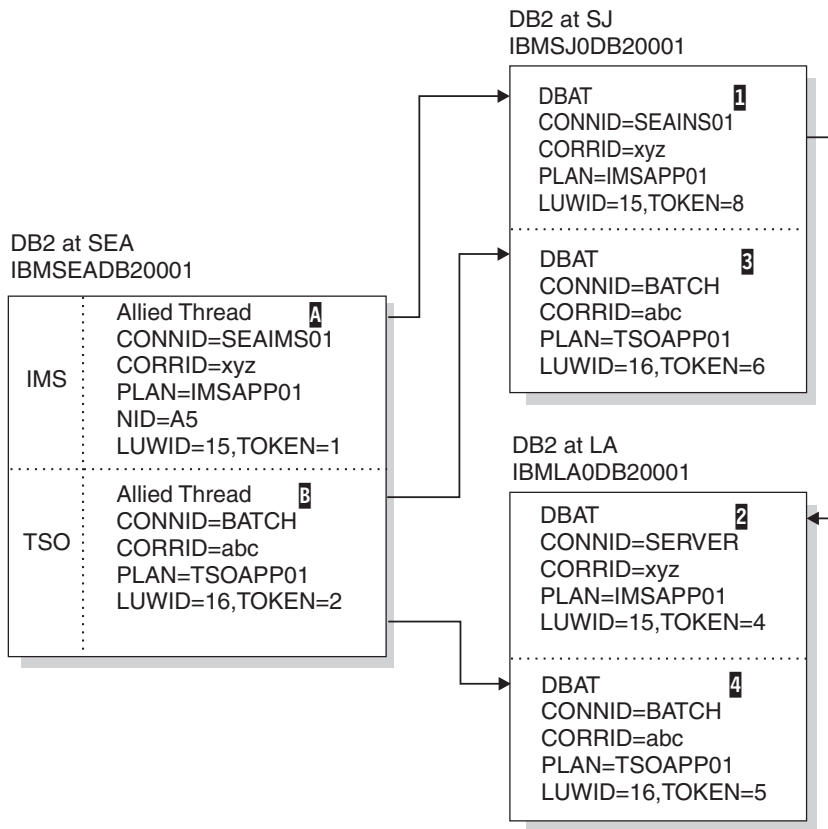 DB2 at SJ
IBMSJ0DB20001
DBAT 1
CONNID=SEAINS01
CORRID=xyz
PLAN=IMSAPP01
LUWID=15,TOKEN=8
DBAT 3
CONNID=BATCH
CORRID=abc
PLAN=TSOAPP01
LUWID=16,TOKEN=6
DB2 at SEA
IBMSEADB20001
IMS
Allied Thread A
CONNID=SEAIMS01
CORRID=xyz
PLAN=IMSAPP01
NID=A5
LUWID=15,TOKEN=1
TSO
Allied Thread B
CONNID=BATCH
CORRID=abc
PLAN=TSOAPP01
LUWID=16,TOKEN=2
DB2 at LA
IBMLA0DB20001
DBAT 2
CONNID=SERVER
CORRID=xyz
PLAN=IMSAPP01
LUWID=15,TOKEN=4
DBAT 4
CONNID=BATCH
CORRID=abc
PLAN=TSOAPP01
LUWID=16,TOKEN=5